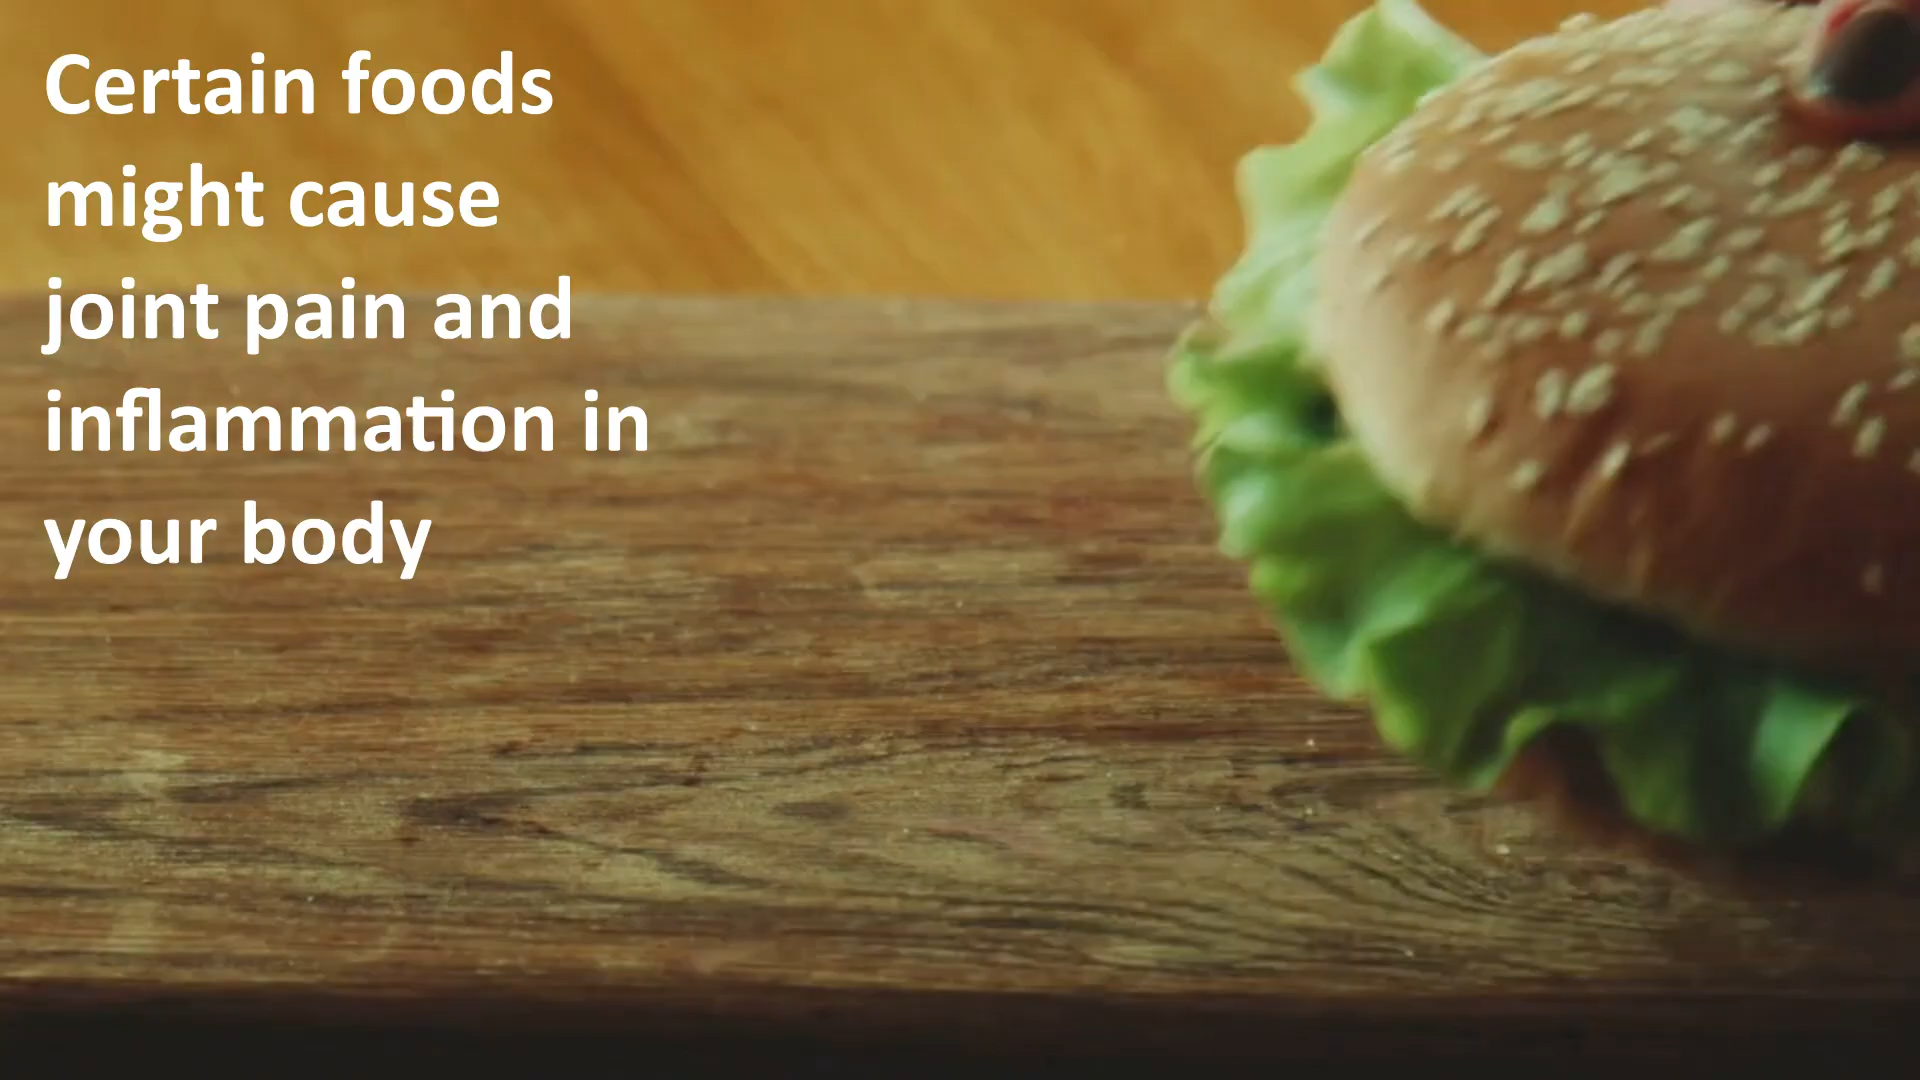 Certain foods
might cause
joint pain and
inflammation in
your body